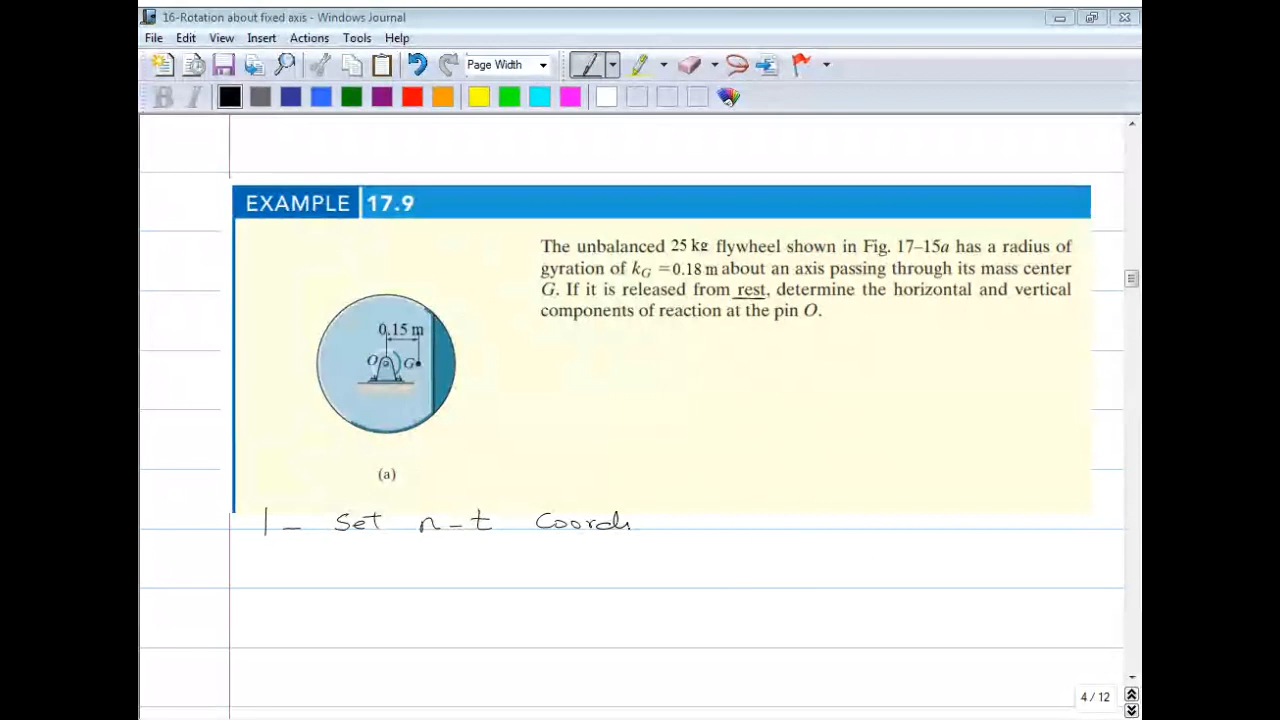 16-Rotation about fixed axis - Windows Journal
File Edit View Insert Actions Tools Help
Page Width
B I
EXAMPLE 17.9
The unbalanced 25 kg flywheel shown in Fig. 17–15a has a radius of
gyration of kG = 0.18 m about an axis passing through its mass center
G. If it is released from rest, determine the horizontal and vertical
components of reaction at the pin O.
0.15 m
O G
(a)
1 - Set n-t Coordi
4 / 12